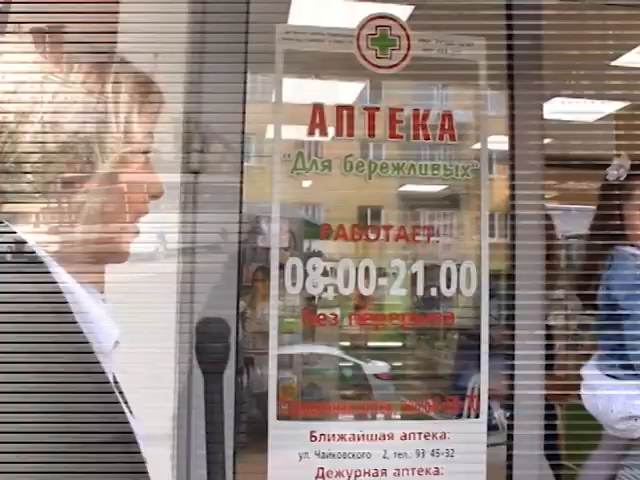 АПТЕКА
"Для бережливых"
РАБОТАЕТ:
08.00-21.00
без перерыва
Ближайшая аптека:
ул. Чайковского 2, тел.: 93 45-32
Дежурная аптека: